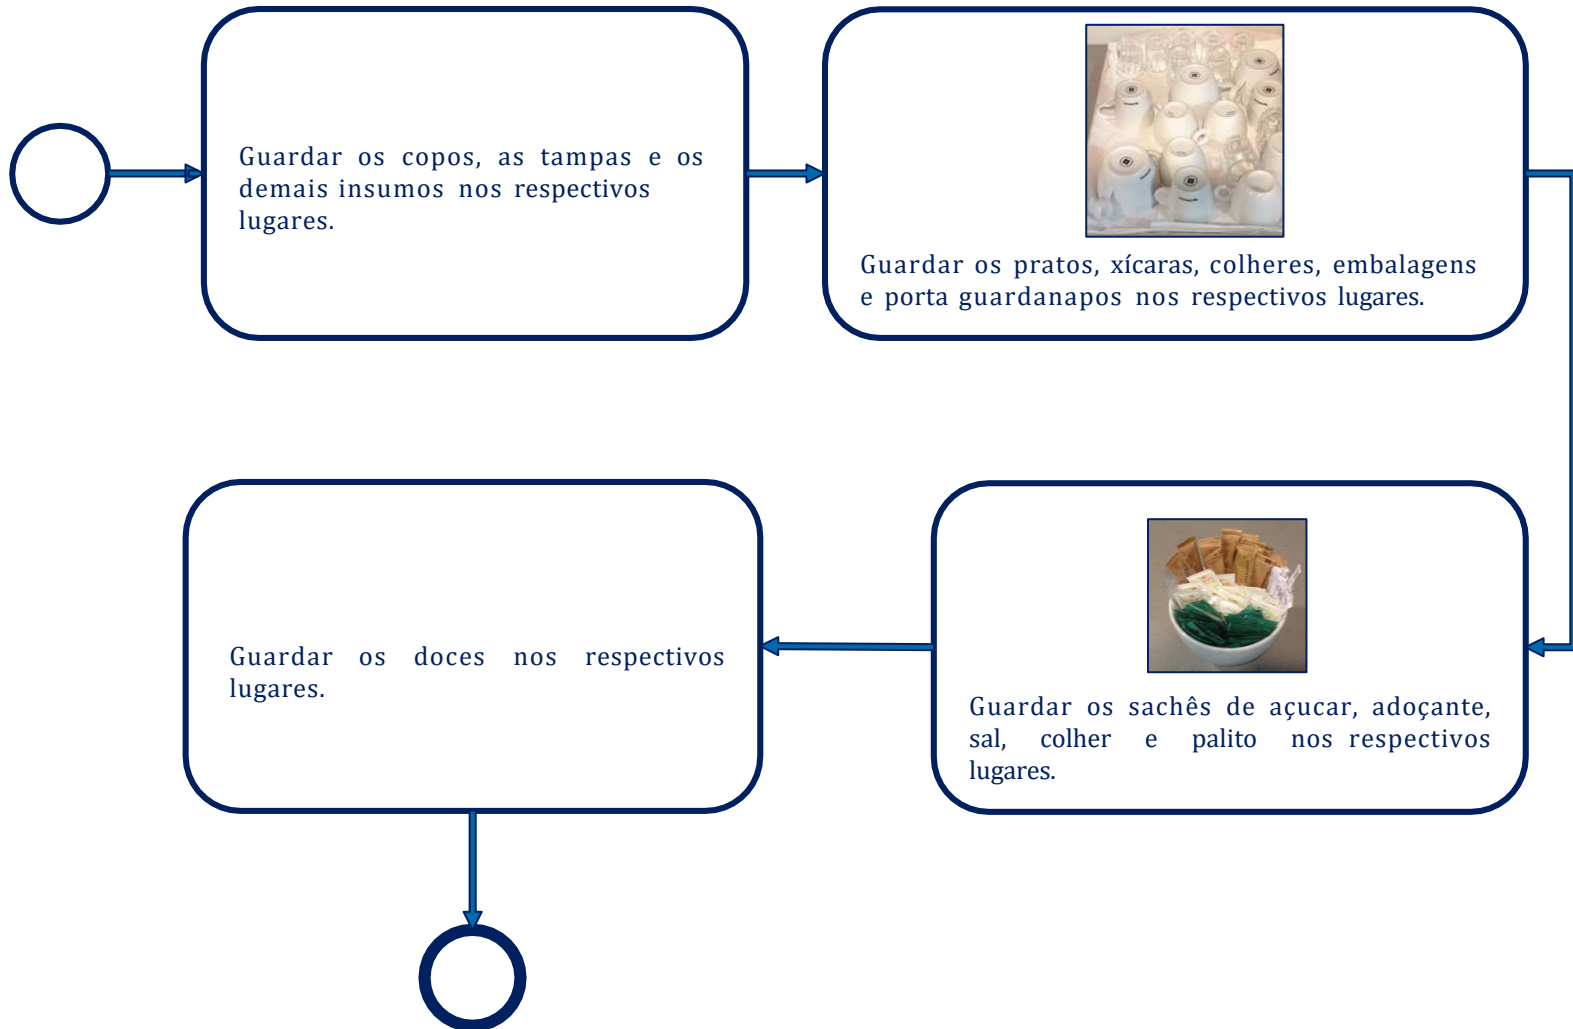 Guardar os copos, as tampas e os
demais insumos nos respectivos
lugares.
Guardar os pratos, xícaras, colheres, embalagens
e porta guardanapos nos respectivos lugares.
Guardar os sachês de açucar, adoçante,
sal, colher e palito nos respectivos
lugares.
Guardar os doces nos respectivos
lugares.